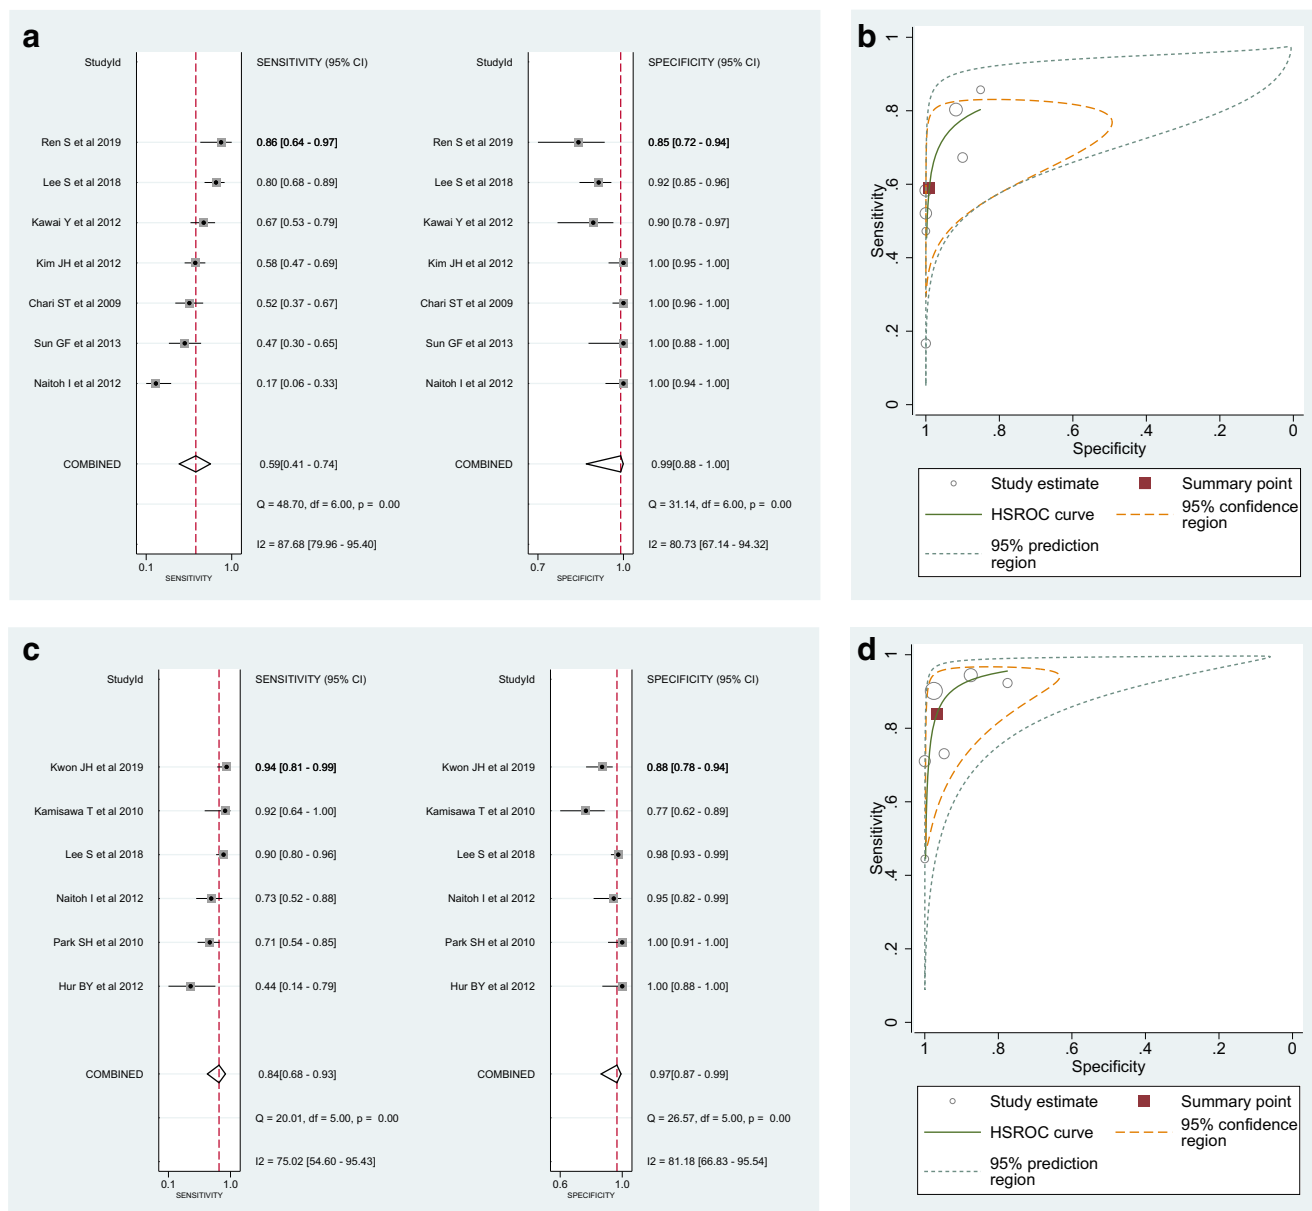 a
StudyId SENSITIVITY (95% CI) StudyId SPECIFICITY (95% CI)
Ren S et al 2019 0.86 [0.64 - 0.97] Ren S et al 2019 0.85 [0.72 - 0.94]
Lee S et al 2018 0.80 [0.68 - 0.89] Lee S et al 2018 0.92 [0.85 - 0.96]
Kawai Y et al 2012 0.67 [0.53 - 0.79] Kawai Y et al 2012 0.90 [0.78 - 0.97]
Kim JH et al 2012 0.58 [0.47 - 0.69] Kim JH et al 2012 1.00 [0.95 - 1.00]
Chari ST et al 2009 0.52 [0.37 - 0.67] Chari ST et al 2009 1.00 [0.96 - 1.00]
Sun GF et al 2013 0.47 [0.30 - 0.65] Sun GF et al 2013 1.00 [0.88 - 1.00]
Naitoh I et al 2012 0.17 [0.06 - 0.33] Naitoh I et al 2012 1.00 [0.94 - 1.00]
COMBINED 0.59[0.41 - 0.74] COMBINED 0.99[0.88 - 1.00]
Q = 48.70, df = 6.00, p = 0.00 Q = 31.14, df = 6.00, p = 0.00
I2 = 87.68 [79.96 - 95.40] I2 = 80.73 [67.14 - 94.32]
0.1 1.0 0.7 1.0
SENSITIVITY SPECIFICITY
b
1
.8
.6
.4
.2
0
Sensitivity
1 .8 .6 .4 .2 0
Specificity
Study estimate Summary point
HSROC curve 95% confidence
region
95% prediction
region
c
StudyId SENSITIVITY (95% CI) StudyId SPECIFICITY (95% CI)
Kwon JH et al 2019 0.94 [0.81 - 0.99] Kwon JH et al 2019 0.88 [0.78 - 0.94]
Kamisawa T et al 2010 0.92 [0.64 - 1.00] Kamisawa T et al 2010 0.77 [0.62 - 0.89]
Lee S et al 2018 0.90 [0.80 - 0.96] Lee S et al 2018 0.98 [0.93 - 0.99]
Naitoh I et al 2012 0.73 [0.52 - 0.88] Naitoh I et al 2012 0.95 [0.82 - 0.99]
Park SH et al 2010 0.71 [0.54 - 0.85] Park SH et al 2010 1.00 [0.91 - 1.00]
Hur BY et al 2012 0.44 [0.14 - 0.79] Hur BY et al 2012 1.00 [0.88 - 1.00]
COMBINED 0.84[0.68 - 0.93] COMBINED 0.97[0.87 - 0.99]
Q = 20.01, df = 5.00, p = 0.00 Q = 26.57, df = 5.00, p = 0.00
I2 = 75.02 [54.60 - 95.43] I2 = 81.18 [66.83 - 95.54]
0.1 1.0 0.6 1.0
SENSITIVITY SPECIFICITY
d
1
.8
.6
.4
.2
0
Sensitivity
1 .8 .6 .4 .2 0
Specificity
Study estimate Summary point
HSROC curve 95% confidence
region
95% prediction
region